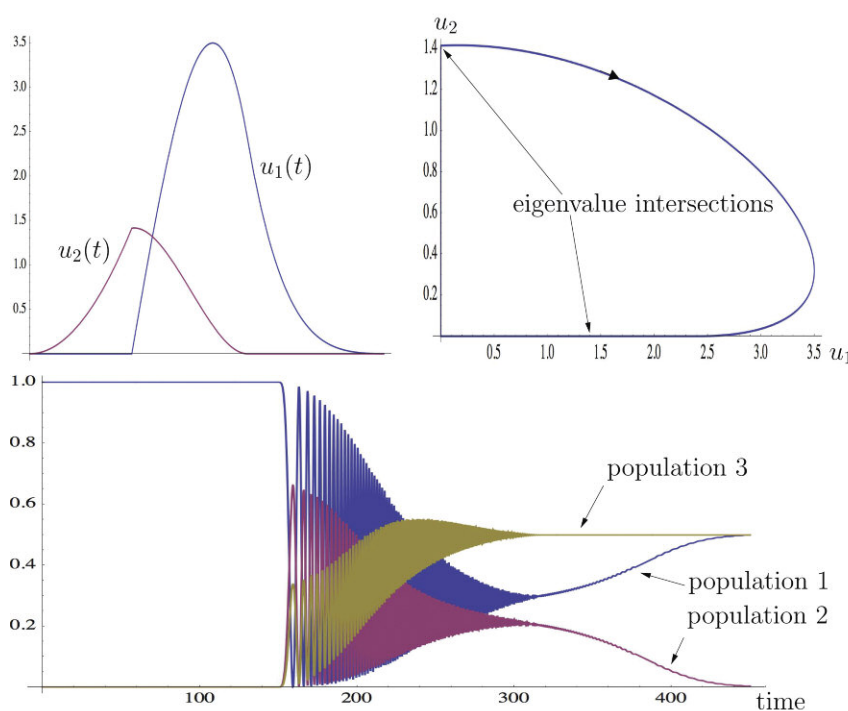 3.5
3.0
2.5
2.0
1.5
1.0
0.5
u₁(t)
u₂(t)
u₂
1.4
1.2
1.0
0.8
0.6
0.4
0.2
eigenvalue intersections
0.5 1.0 1.5 2.0 2.5 3.0 3.5 u₁
1.0
0.8
0.6
0.4
0.2
population 3
population 1
population 2
100 200 300 400 time